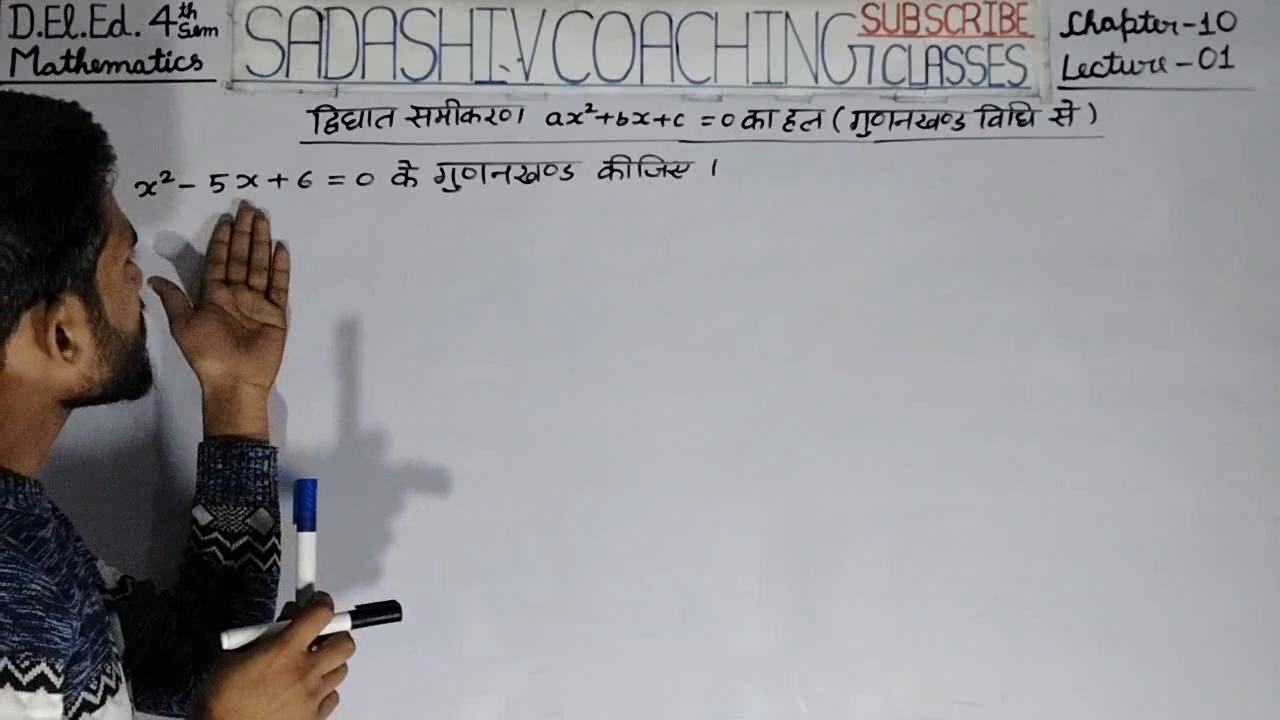 D.El.Ed. 4th Sem
Mathematics
SADASHIV COACHING CLASSES
SUBSCRIBE
Chapter-10
Lecture-01
द्विघात समीकरण। ax²+bx+c =0 का हल ( गुणनखण्ड विधि से )
x² - 5x + 6 = 0 के गुणनखण्ड कीजिए ।